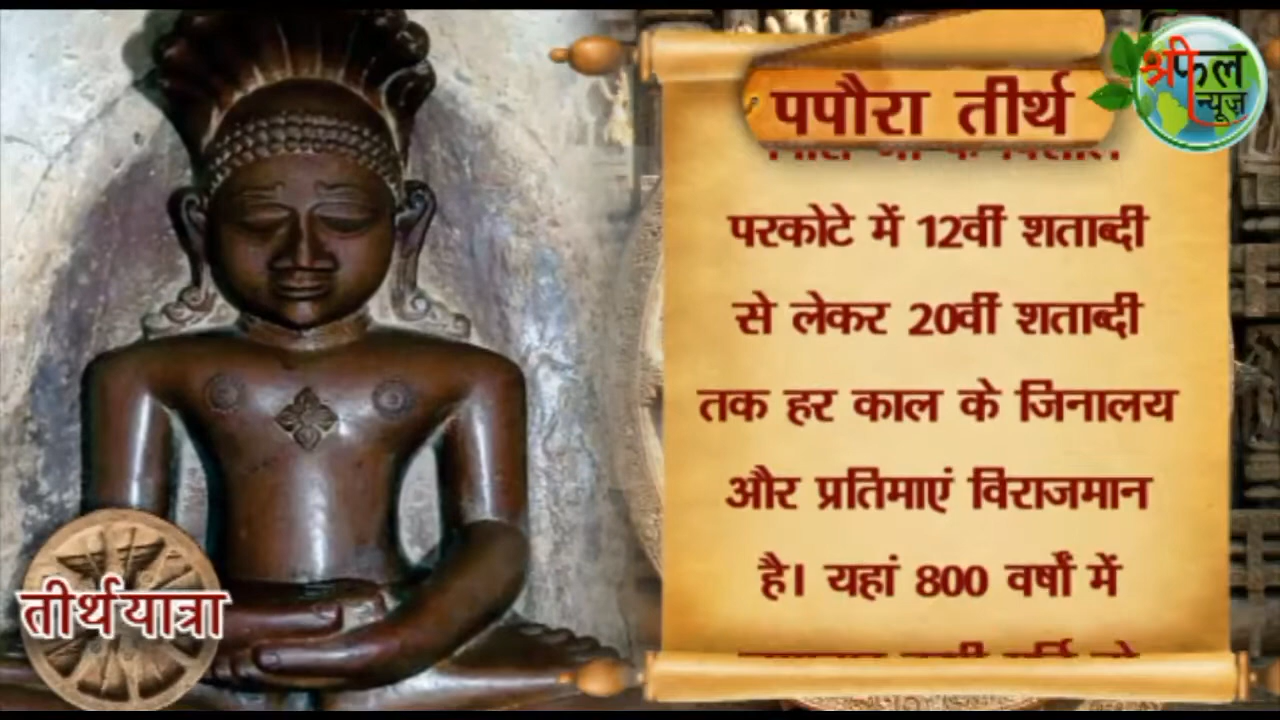 पपौरा तीर्थ
श्रीफल
न्यूज़
परकोटे में 12वीं शताब्दी
से लेकर 20वीं शताब्दी
तक हर काल के जिनालय
और प्रतिमाएं विराजमान
है। यहां 800 वर्षों में
तीर्थयात्रा